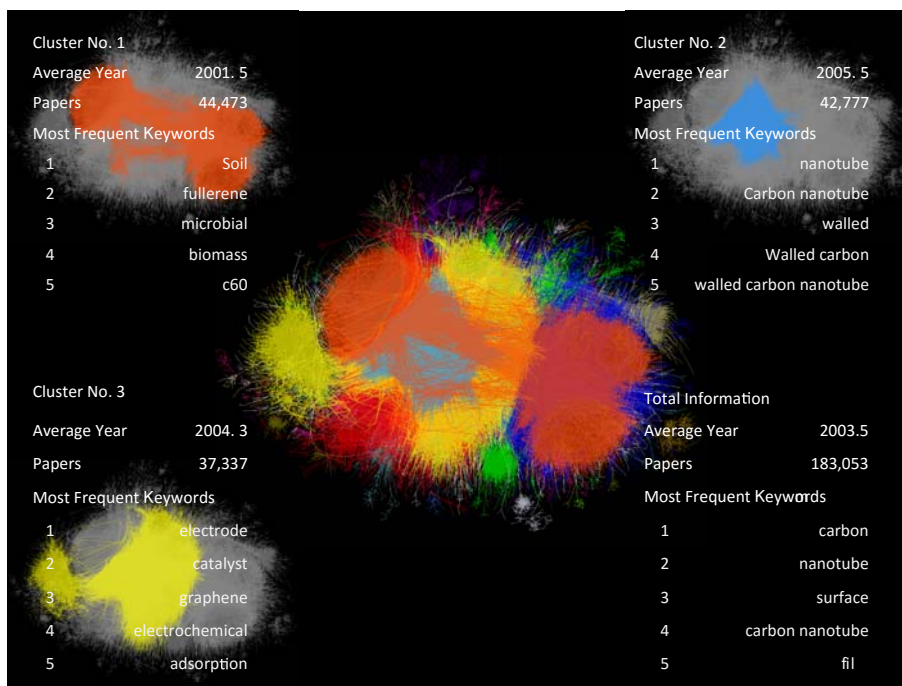 Cluster No. 1
Average Year 2001. 5
Papers 44,473
Most Frequent Keywords
1 Soil
2 fullerene
3 microbial
4 biomass
5 c60
Cluster No. 2
Average Year 2005. 5
Papers 42,777
Most Frequent Keywords
1 nanotube
2 Carbon nanotube
3 walled
4 Walled carbon
5 walled carbon nanotube
Cluster No. 3
Average Year 2004. 3
Papers 37,337
Most Frequent Keywords
1 electrode
2 catalyst
3 graphene
4 electrochemical
5 adsorption
Total Information
Average Year 2003.5
Papers 183,053
Most Frequent Keywords
1 carbon
2 nanotube
3 surface
4 carbon nanotube
5 fil